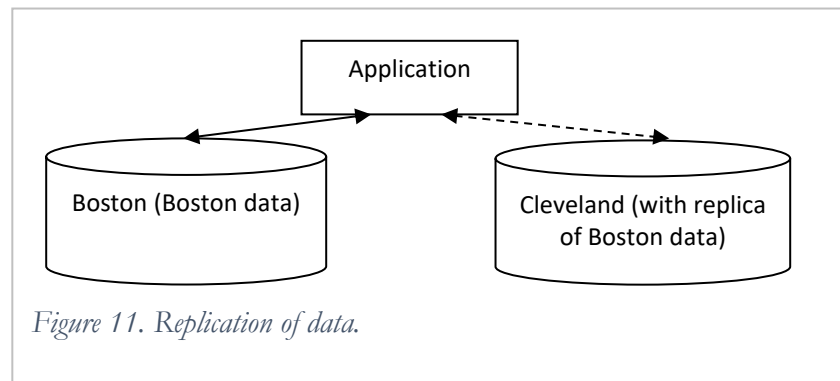 Application
Boston (Boston data)
Cleveland (with replica
of Boston data)
Figure 11. Replication of data.